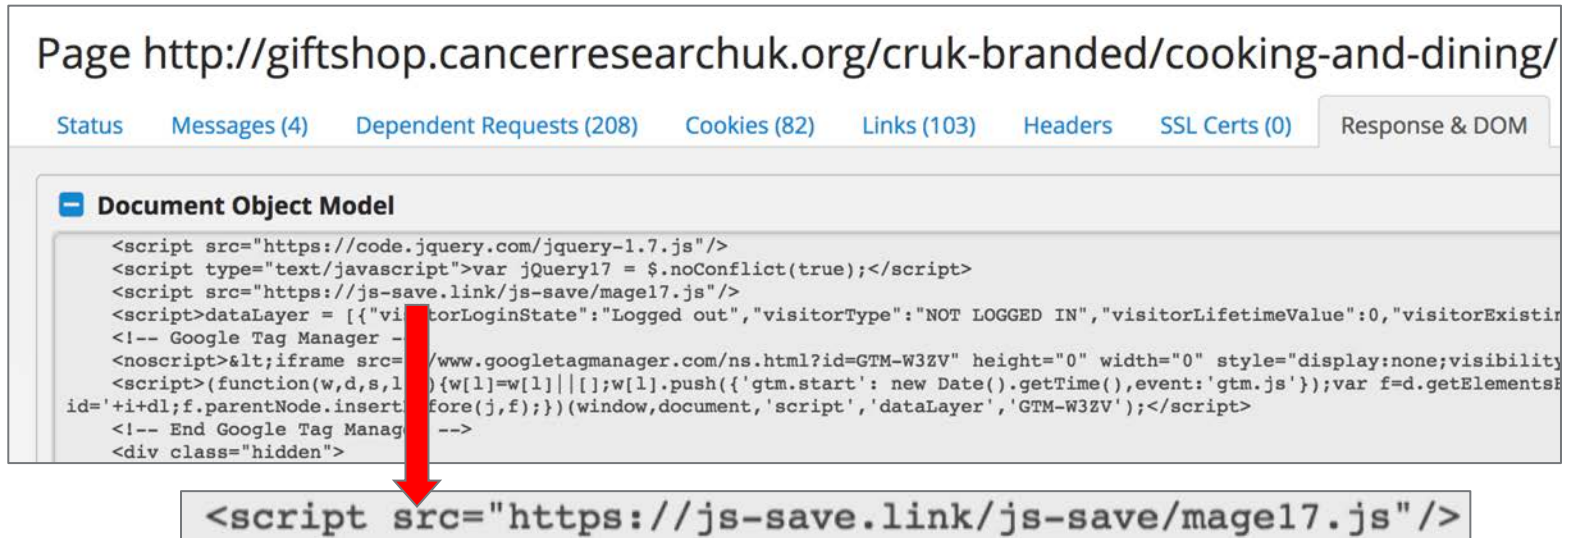 Page http://giftshop.cancerresearchuk.org/cruk-branded/cooking-and-dining/
Status Messages (4) Dependent Requests (208) Cookies (82) Links (103) Headers SSL Certs (0) Response & DOM
Document Object Model
<script src="https://code.jquery.com/jquery-1.7.js"/>
<script type="text/javascript">var jQuery17 = $.noConflict(true);</script>
<script src="https://js-save.link/js-save/mage17.js"/>
<script>dataLayer = [{"vi torLoginState":"Logged out","visitorType":"NOT LOGGED IN","visitorLifetimeValue":0,"visitorExistin
<!-- Google Tag Manager -
<noscript>&lt;iframe src= /www.googletagmanager.com/ns.html?id=GTM-W3ZV" height="0" width="0" style="display:none;visibility
<script>(function(w,d,s,l ){w[l]=w[l]||[];w[l].push({'gtm.start': new Date().getTime(),event:'gtm.js'});var f=d.getElements
id='+i+dl;f.parentNode.insert fore(j,f);})(window,document,'script','dataLayer','GTM-W3ZV');</script>
<!-- End Google Tag Manag -->
<div class="hidden">
<script src="https://js-save.link/js-save/mage17.js"/>